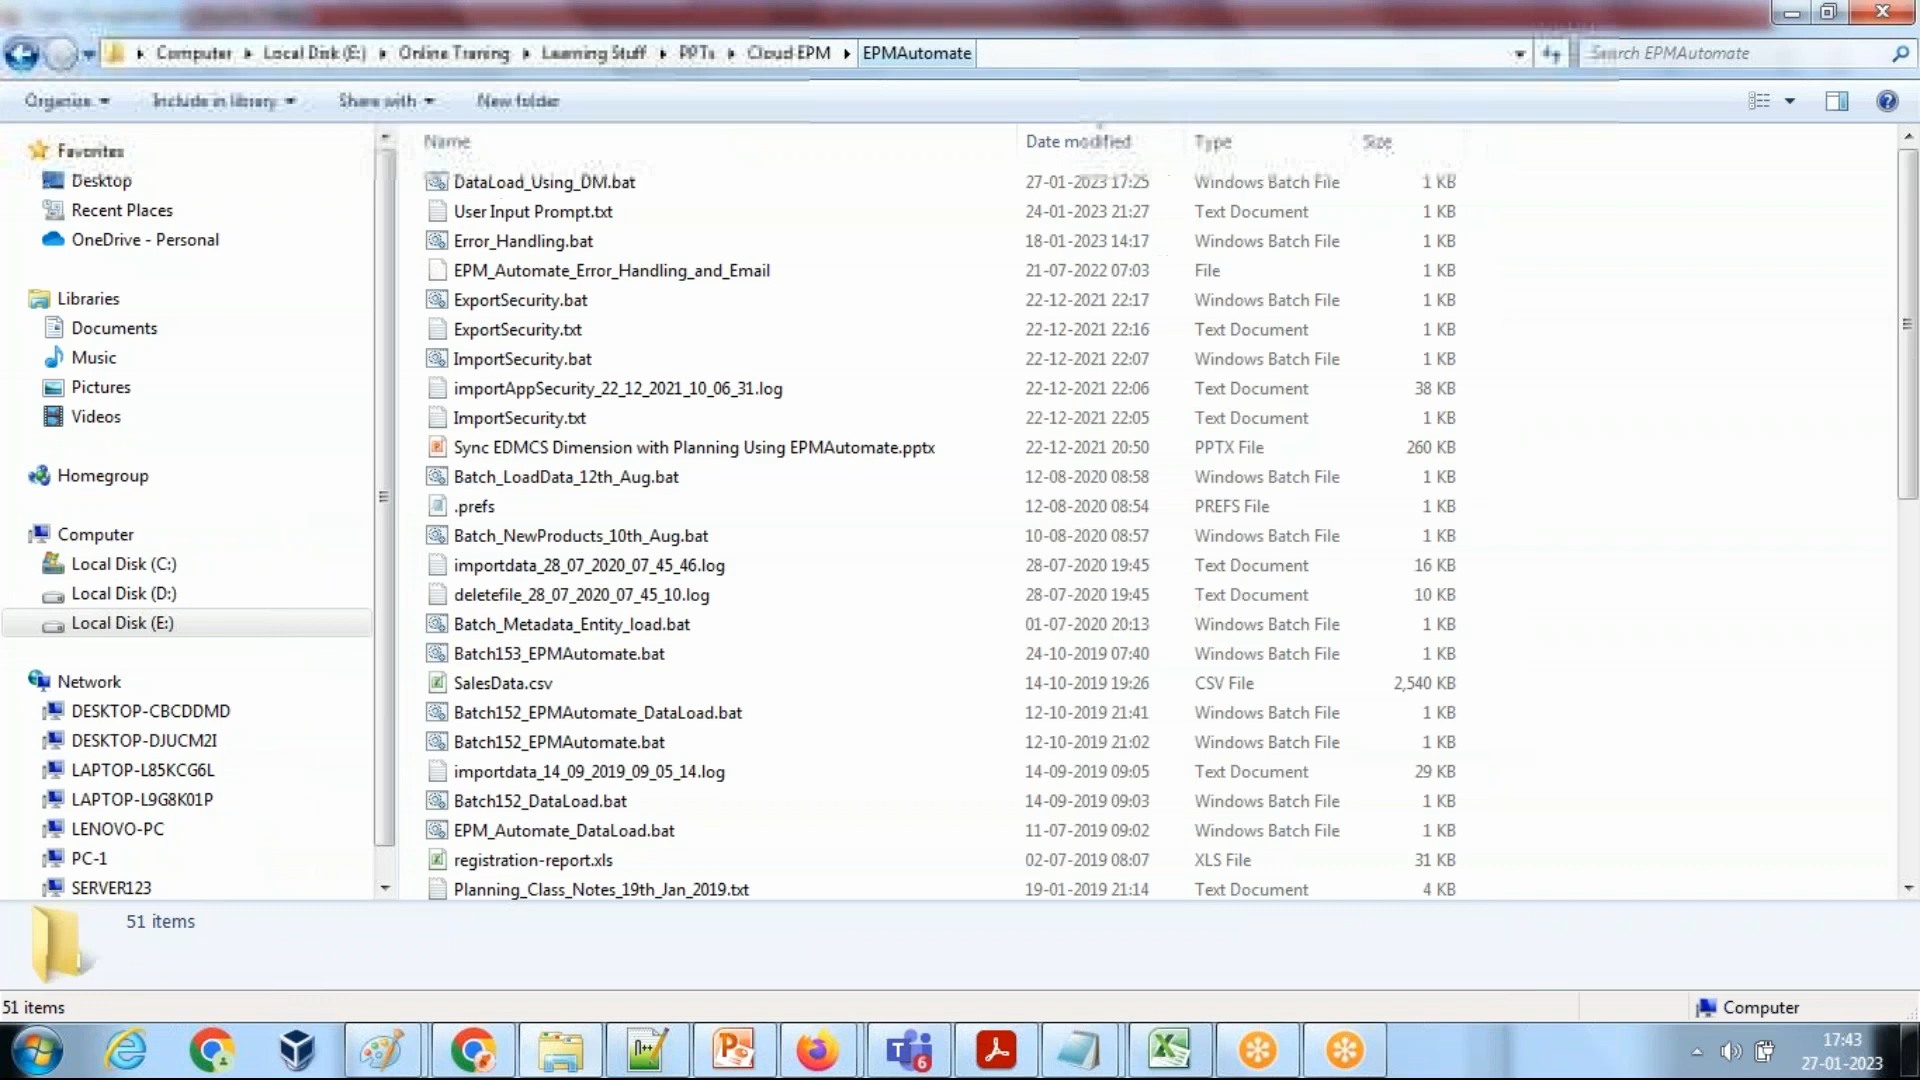 Computer Local Disk (E:) Online Traning Learning Stuff PPTs Cloud EPM EPMAutomate
Search EPMAutomate
Organize Include in library Share with New folder
Name Date modified Type Size
Favorites
Desktop
Recent Places
OneDrive - Personal
Libraries
Documents
Music
Pictures
Videos
Homegroup
Computer
Local Disk (C:)
Local Disk (D:)
Local Disk (E:)
Network
DESKTOP-CBCDDMD
DESKTOP-DJUCM2I
LAPTOP-L85KCG6L
LAPTOP-L9G8K01P
LENOVO-PC
PC-1
SERVER123
DataLoad_Using_DM.bat 27-01-2023 17:25 Windows Batch File 1 KB
User Input Prompt.txt 24-01-2023 21:27 Text Document 1 KB
Error_Handling.bat 18-01-2023 14:17 Windows Batch File 1 KB
EPM_Automate_Error_Handling_and_Email 21-07-2022 07:03 File 1 KB
ExportSecurity.bat 22-12-2021 22:17 Windows Batch File 1 KB
ExportSecurity.txt 22-12-2021 22:16 Text Document 1 KB
ImportSecurity.bat 22-12-2021 22:07 Windows Batch File 1 KB
importAppSecurity_22_12_2021_10_06_31.log 22-12-2021 22:06 Text Document 38 KB
ImportSecurity.txt 22-12-2021 22:05 Text Document 1 KB
Sync EDMCS Dimension with Planning Using EPMAutomate.pptx 22-12-2021 20:50 PPTX File 260 KB
Batch_LoadData_12th_Aug.bat 12-08-2020 08:58 Windows Batch File 1 KB
.prefs 12-08-2020 08:54 PREFS File 1 KB
Batch_NewProducts_10th_Aug.bat 10-08-2020 08:57 Windows Batch File 1 KB
importdata_28_07_2020_07_45_46.log 28-07-2020 19:45 Text Document 16 KB
deletefile_28_07_2020_07_45_10.log 28-07-2020 19:45 Text Document 10 KB
Batch_Metadata_Entity_load.bat 01-07-2020 20:13 Windows Batch File 1 KB
Batch153_EPMAutomate.bat 24-10-2019 07:40 Windows Batch File 1 KB
SalesData.csv 14-10-2019 19:26 CSV File 2,540 KB
Batch152_EPMAutomate_DataLoad.bat 12-10-2019 21:41 Windows Batch File 1 KB
Batch152_EPMAutomate.bat 12-10-2019 21:02 Windows Batch File 1 KB
importdata_14_09_2019_09_05_14.log 14-09-2019 09:05 Text Document 29 KB
Batch152_DataLoad.bat 14-09-2019 09:03 Windows Batch File 1 KB
EPM_Automate_DataLoad.bat 11-07-2019 09:02 Windows Batch File 1 KB
registration-report.xls 02-07-2019 08:07 XLS File 31 KB
Planning_Class_Notes_19th_Jan_2019.txt 19-01-2019 21:14 Text Document 4 KB
51 items
51 items Computer
17:43
27-01-2023